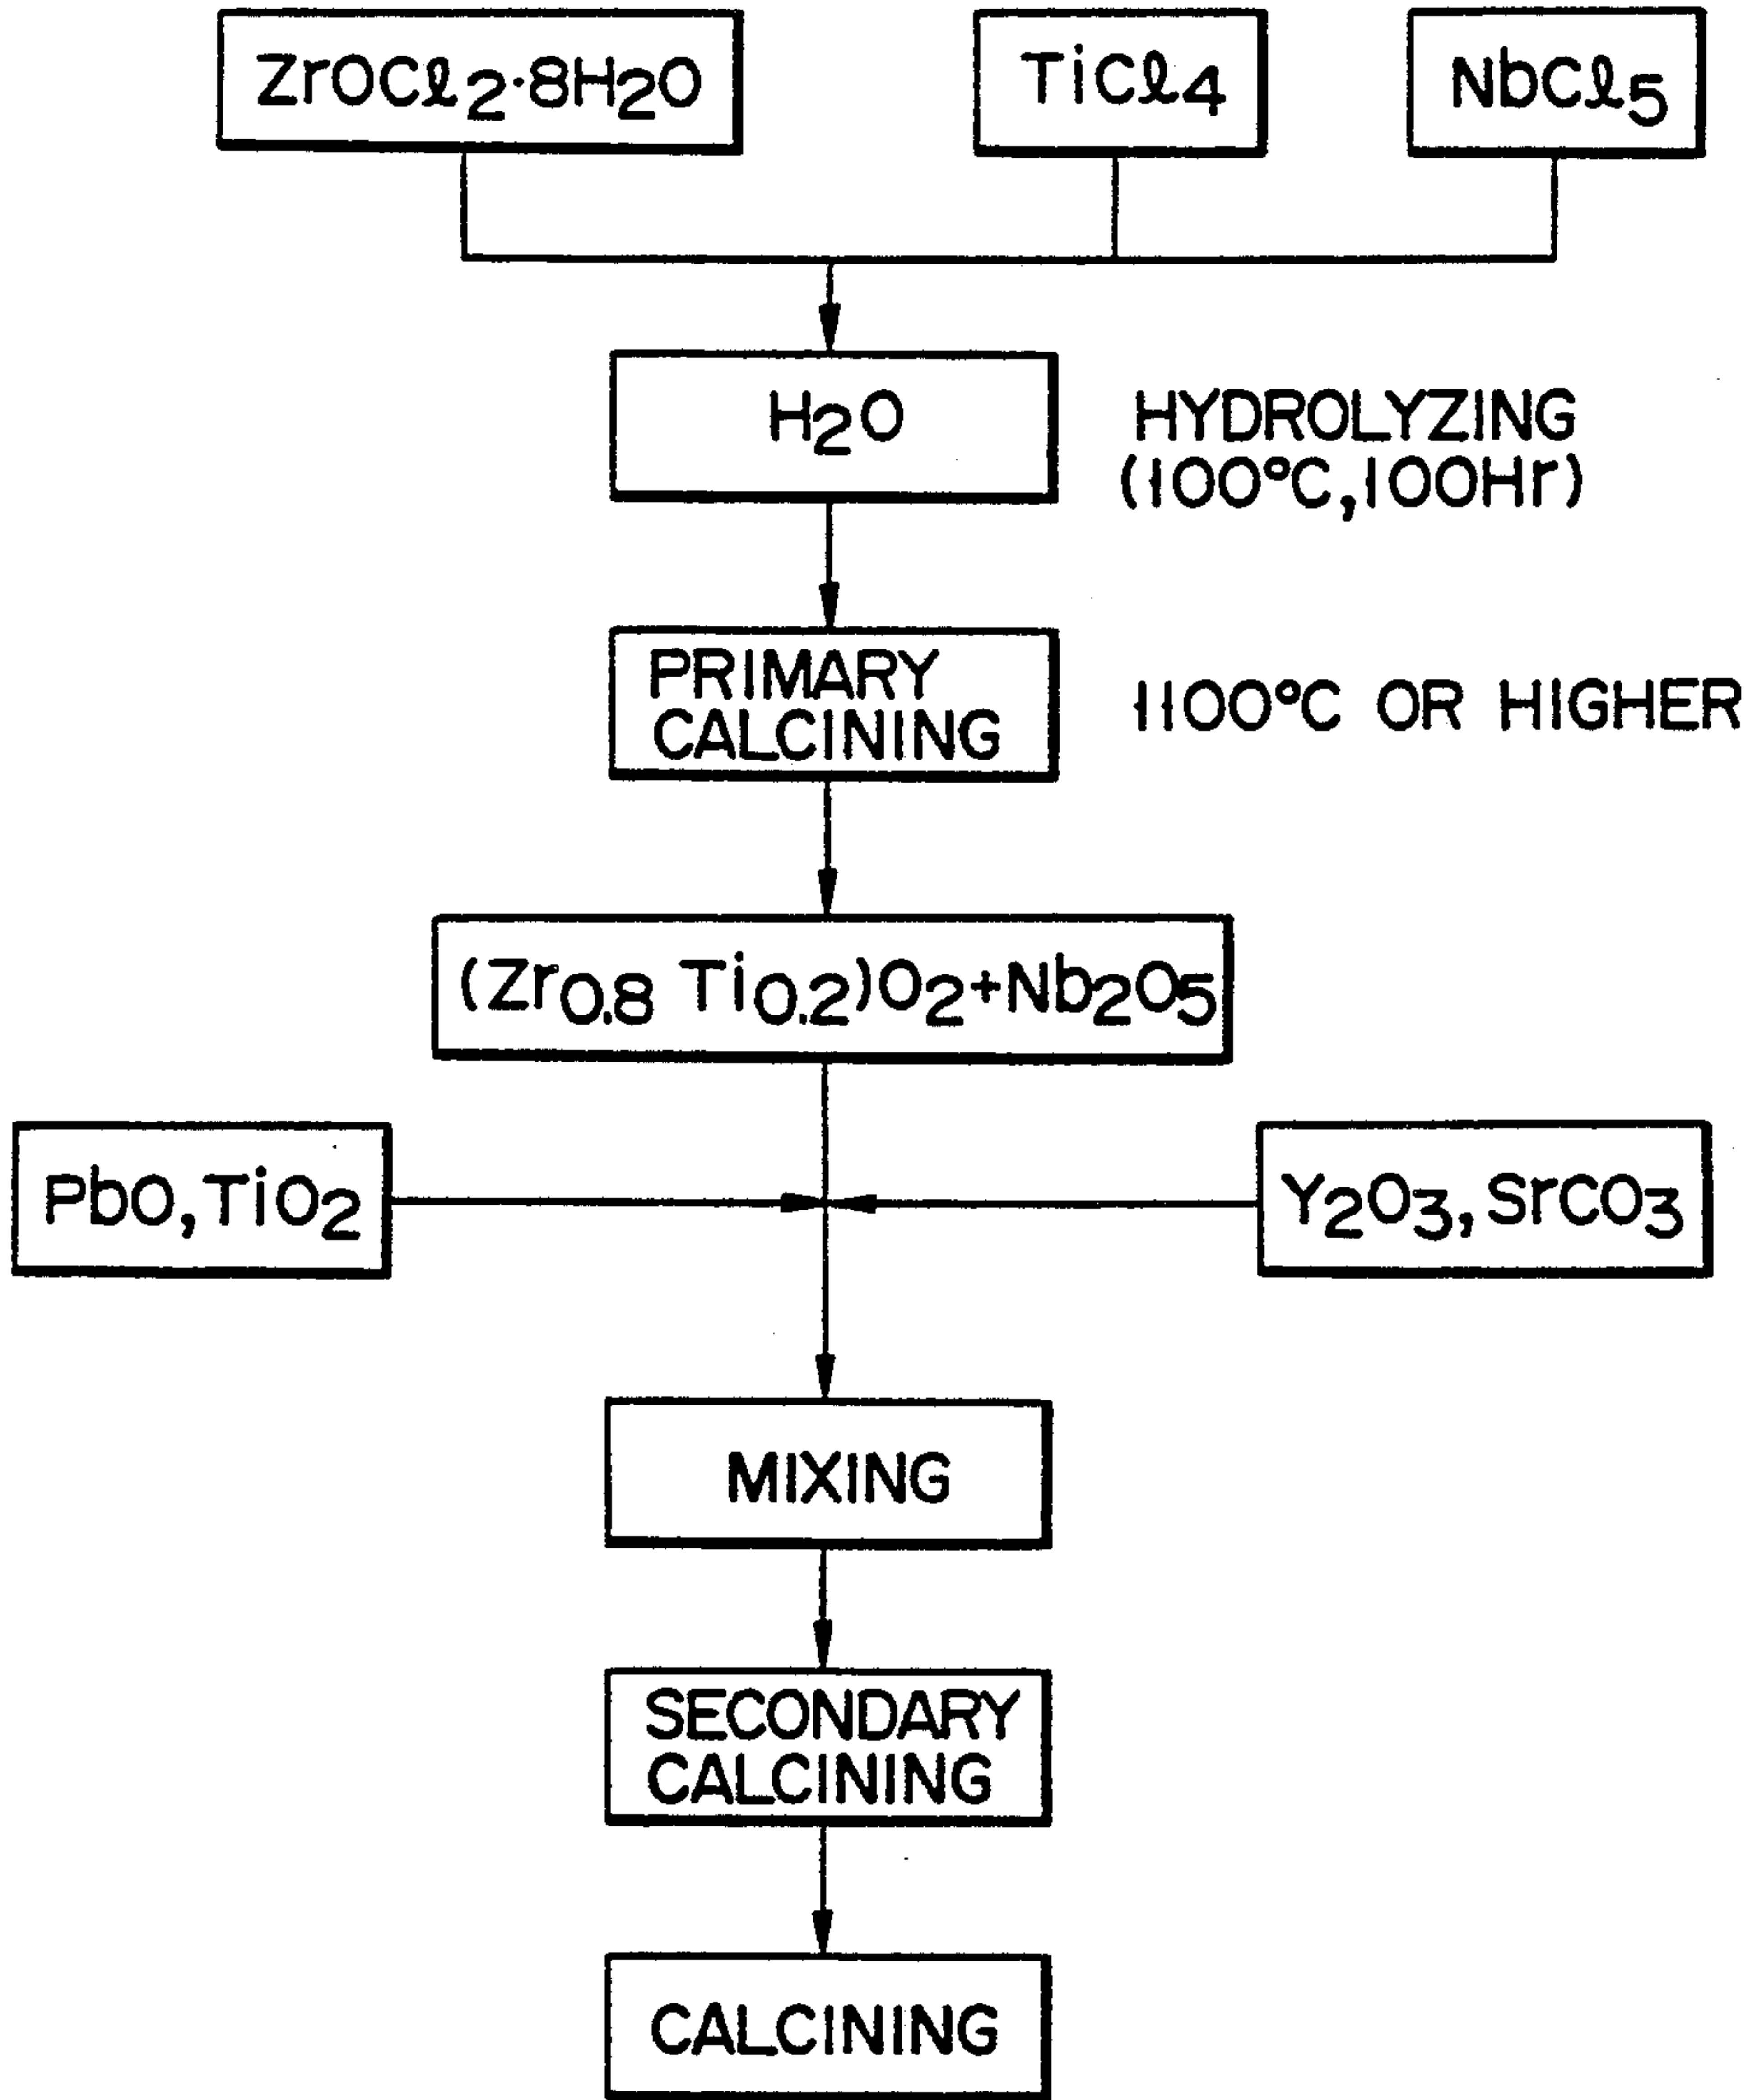 ZrOCl2·8H2O
TiCl4
NbCl5
H2O
HYDROLYZING
(100°C,100Hr)
PRIMARY
CALCINING
1100°C OR HIGHER
(Zr0.8 Ti0.2)O2+Nb2O5
PbO,TiO2
Y2O3,SrCO3
MIXING
SECONDARY
CALCINING
CALCINING